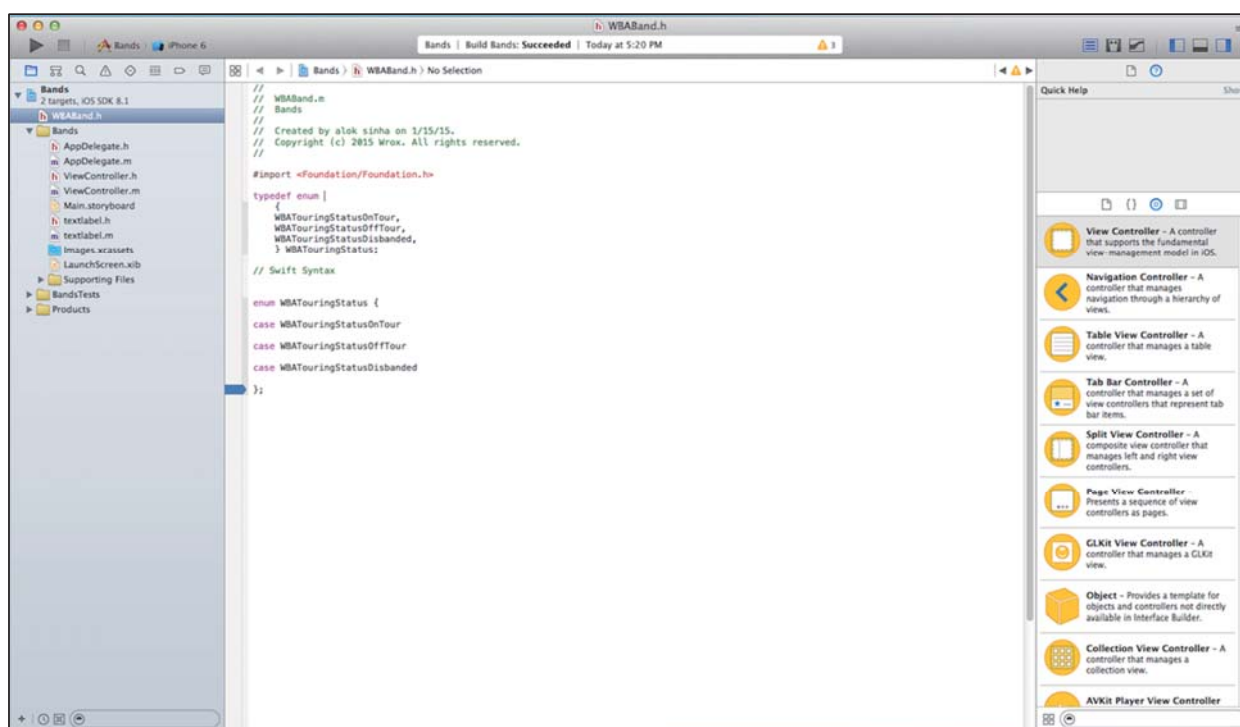 WBABand.h
Bands
iPhone 6
Bands | Build Bands: Succeeded | Today at 5:20 PM
Bands
WBABand.h
No Selection
Bands
2 targets, iOS SDK 8.1
WBABand.h
Bands
AppDelegate.h
AppDelegate.m
ViewController.h
ViewController.m
Main.storyboard
textlabel.h
textlabel.m
Images.xcassets
LaunchScreen.xib
Supporting Files
BandsTests
Products
//
// WBABand.m
// Bands
//
// Created by alok sinha on 1/15/15.
// Copyright (c) 2015 Wrox. All rights reserved.
//
#import <Foundation/Foundation.h>
typedef enum
{
WBATouringStatusOnTour,
WBATouringStatusOffTour,
WBATouringStatusDisbanded,
} WBATouringStatus;
// Swift Syntax
enum WBATouringStatus {
case WBATouringStatusOnTour
case WBATouringStatusOffTour
case WBATouringStatusDisbanded
};
Quick Help
{}
View Controller – A controller
that supports the fundamental
view-management model in iOS.
Navigation Controller – A
controller that manages
navigation through a hierarchy of
views.
Table View Controller – A
controller that manages a table
view.
Tab Bar Controller – A
controller that manages a set of
view controllers that represent tab
bar items.
Split View Controller – A
composite view controller that
manages left and right view
controllers.
Page View Controller –
Presents a sequence of view
controllers as pages.
GLKit View Controller – A
controller that manages a GLKit
view.
Object – Provides a template for
objects and controllers not directly
available in Interface Builder.
Collection View Controller – A
controller that manages a
collection view.
AVKit Player View Controller